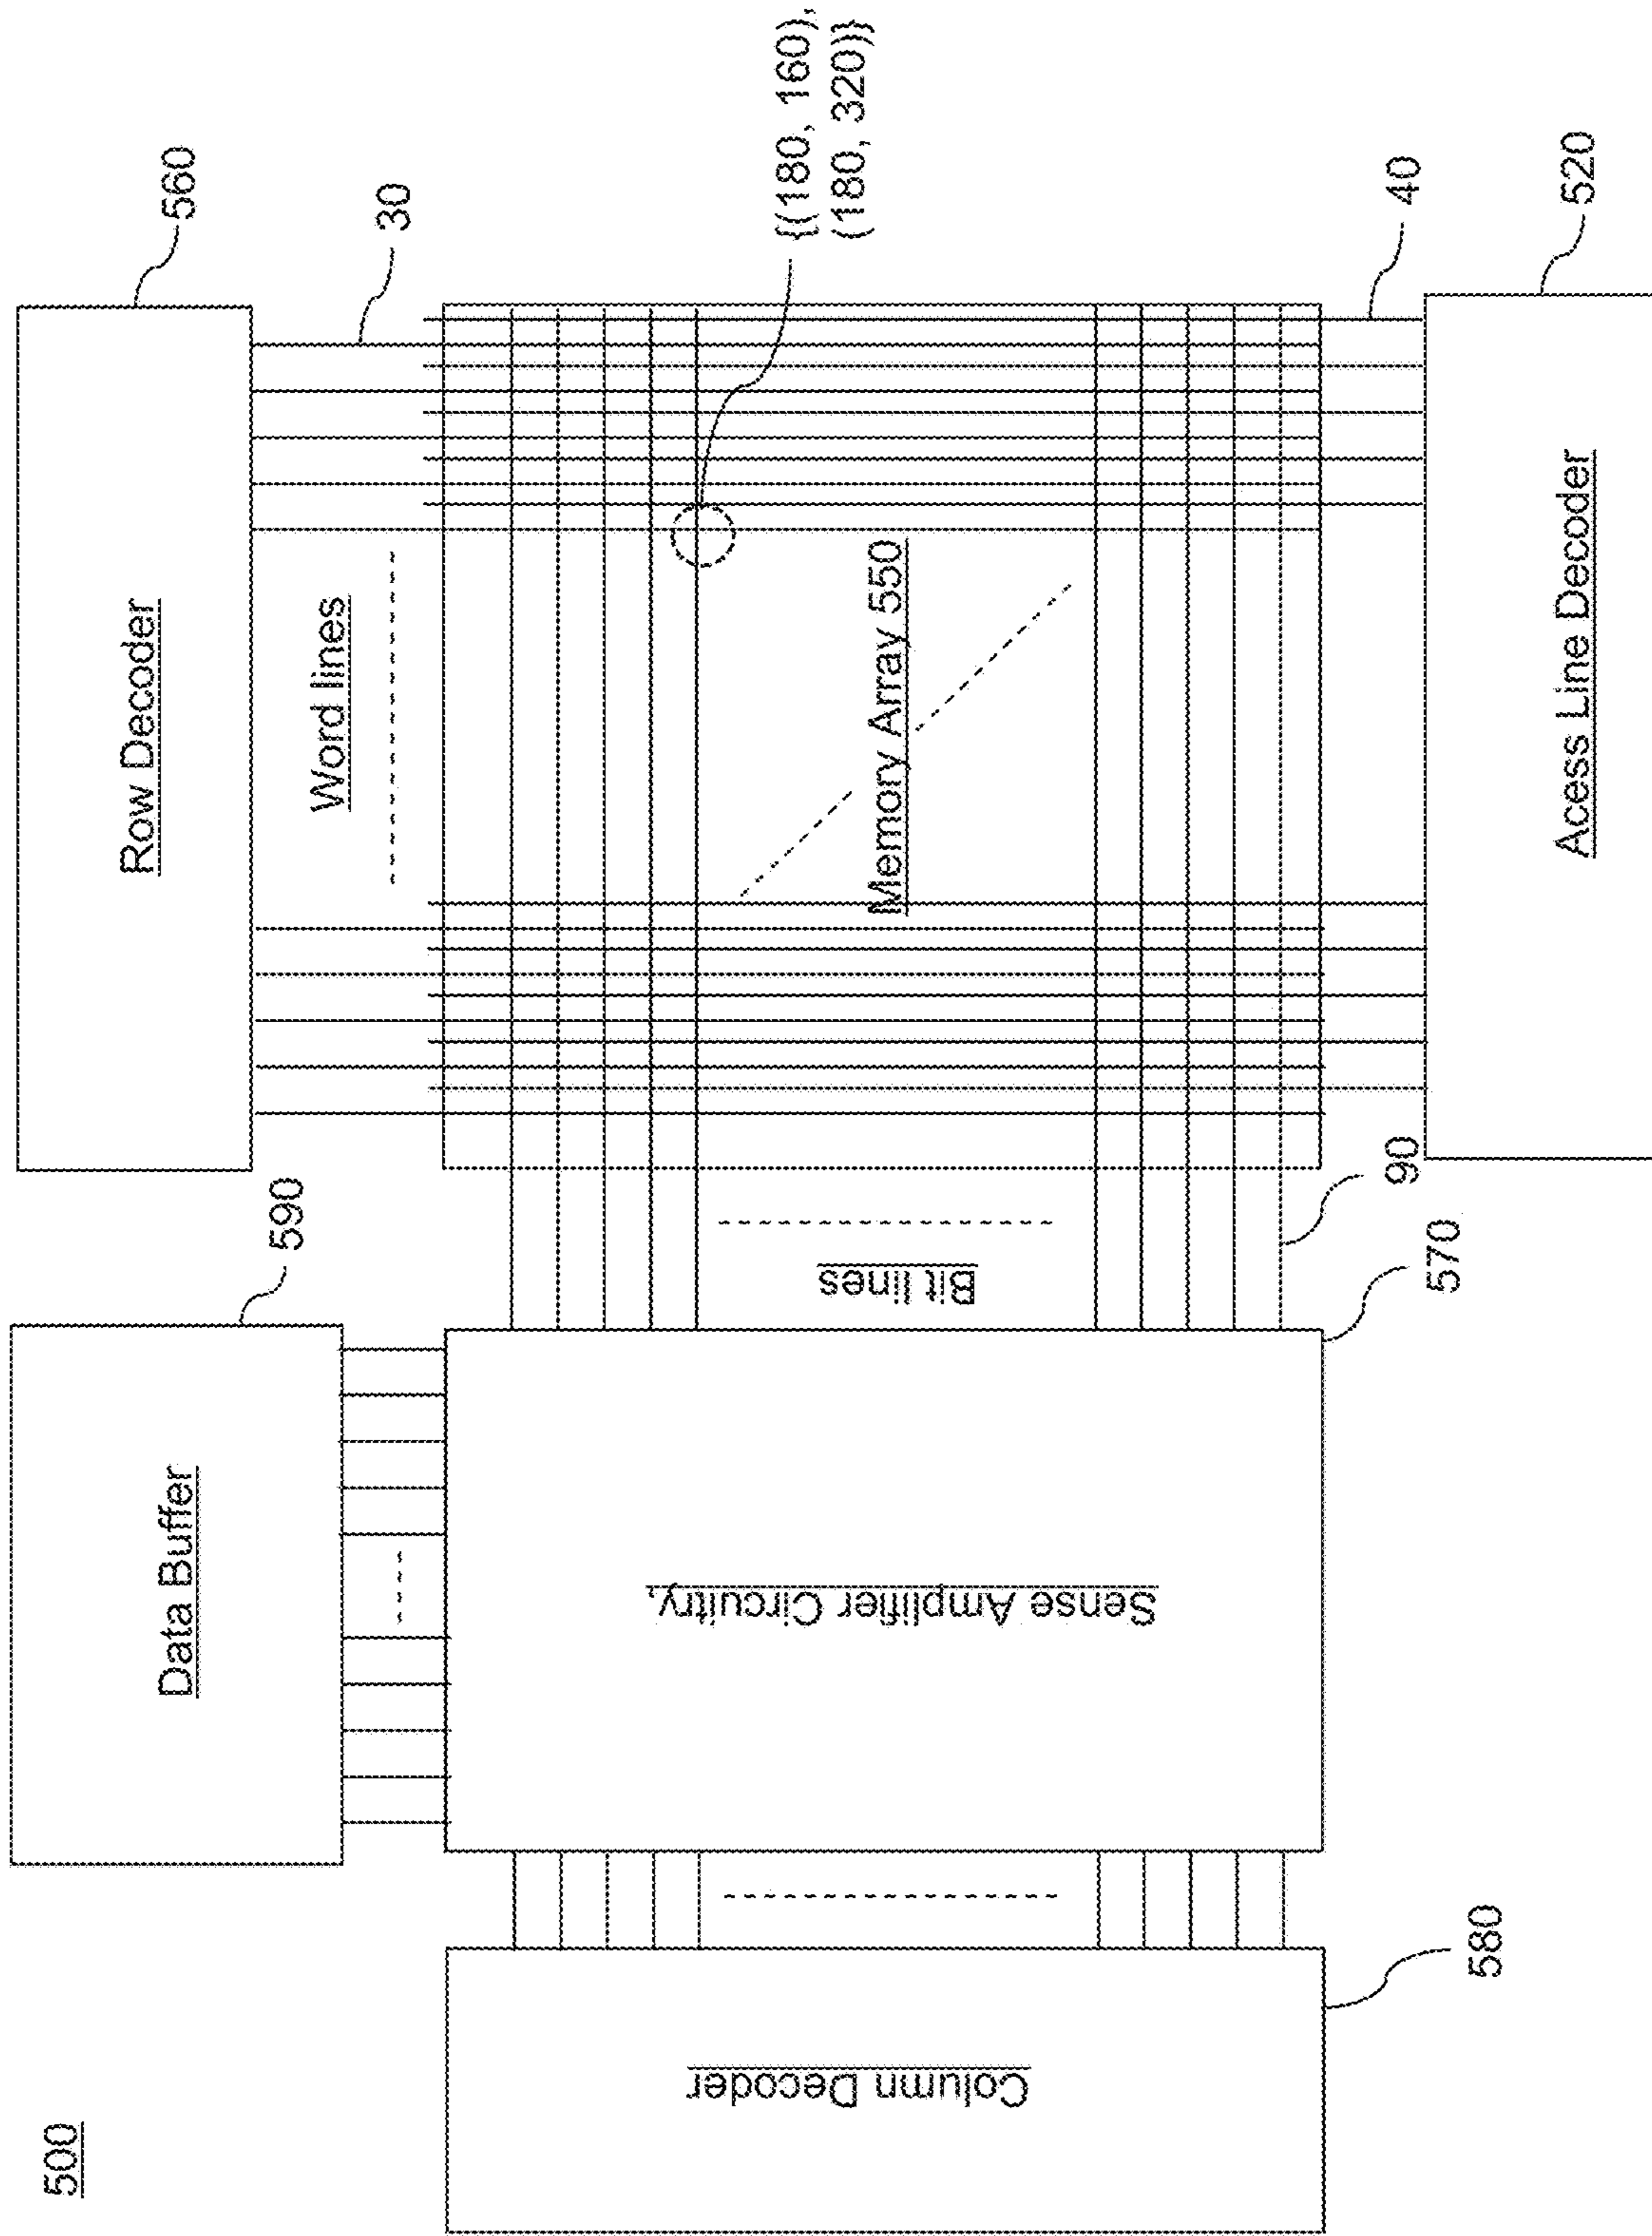 500
Row Decoder
560
Word lines
30
Data Buffer
590
{(180, 160),
(180, 320)}
Memory Array 550
Bit lines
90
Sense Amplifier Circuitry,
570
Column Decoder
580
40
Acess Line Decoder
520